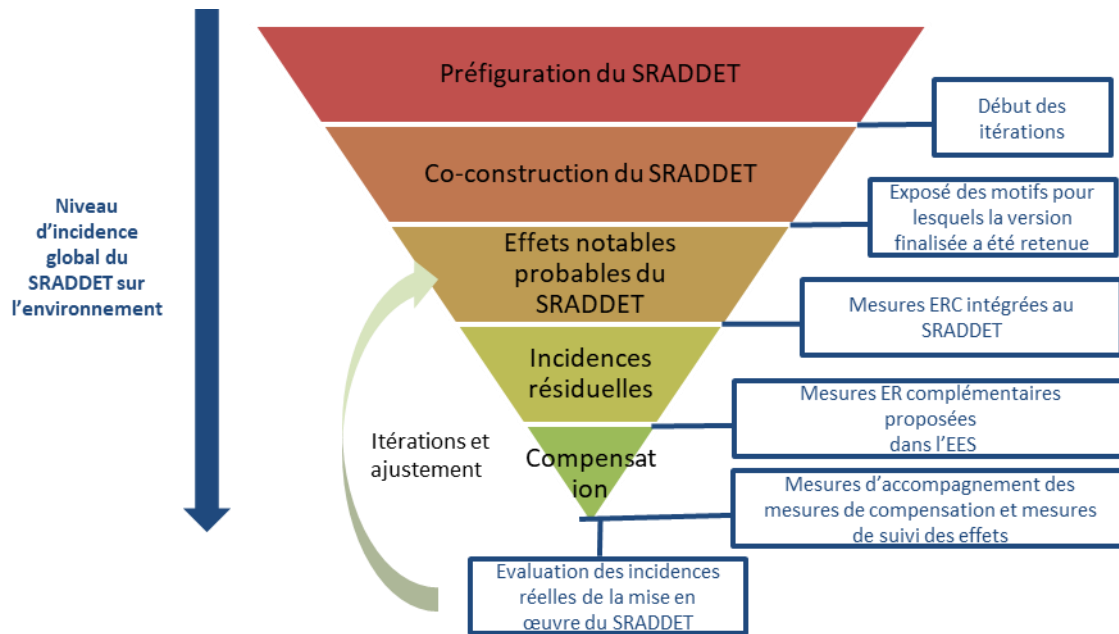 Préfiguration du SRADDET
Début des
itérations
Co-construction du SRADDET
Exposé des motifs pour
lesquels la version
finalisée a été retenue
Niveau
d’incidence
global du
SRADDET sur
l’environnement
Effets notables
probables du
SRADDET
Mesures ERC intégrées au
SRADDET
Incidences
résiduelles
Mesures ER complémentaires
proposées
dans l’EES
Itérations et
ajustement
Compensat
ion
Mesures d’accompagnement des
mesures de compensation et mesures
de suivi des effets
Evaluation des incidences
réelles de la mise en
œuvre du SRADDET